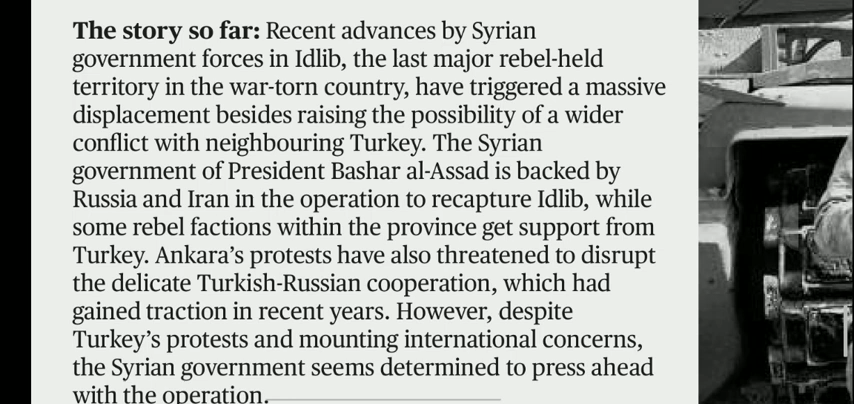 The story so far: Recent advances by Syrian
government forces in Idlib, the last major rebel-held
territory in the war-torn country, have triggered a massive
displacement besides raising the possibility of a wider
conflict with neighbouring Turkey. The Syrian
government of President Bashar al-Assad is backed by
Russia and Iran in the operation to recapture Idlib, while
some rebel factions within the province get support from
Turkey. Ankara’s protests have also threatened to disrupt
the delicate Turkish-Russian cooperation, which had
gained traction in recent years. However, despite
Turkey’s protests and mounting international concerns,
the Syrian government seems determined to press ahead
with the operation.